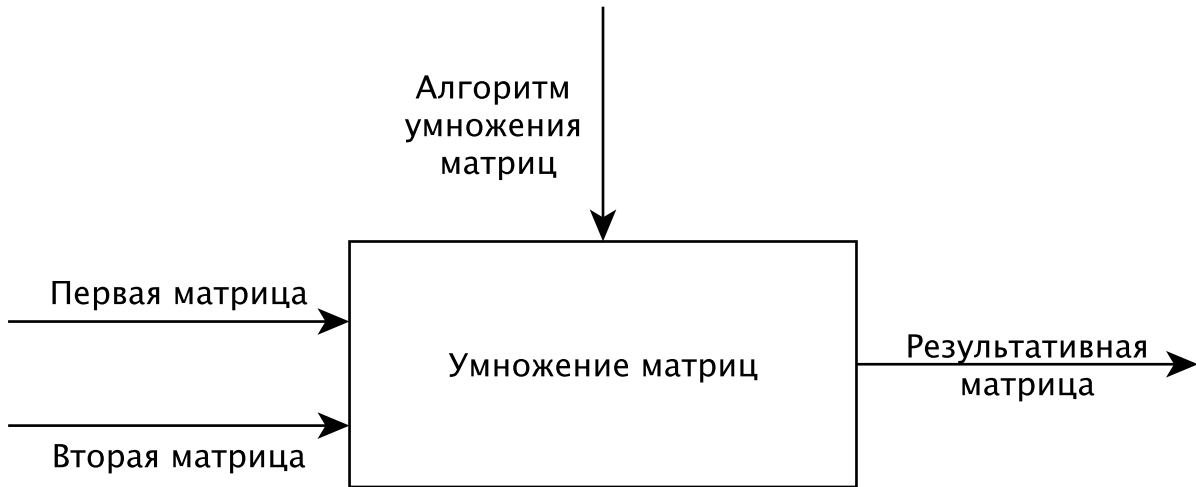 Алгоритм
умножения
матриц
Первая матрица
Умножение матриц
Результативная
матрица
Вторая матрица